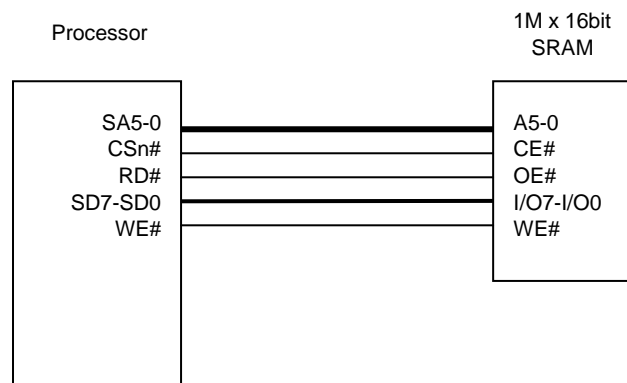 Processor
1M x 16bit
SRAM
SA5-0
CSn#
RD#
SD7-SD0
WE#
A5-0
CE#
OE#
I/O7-I/O0
WE#